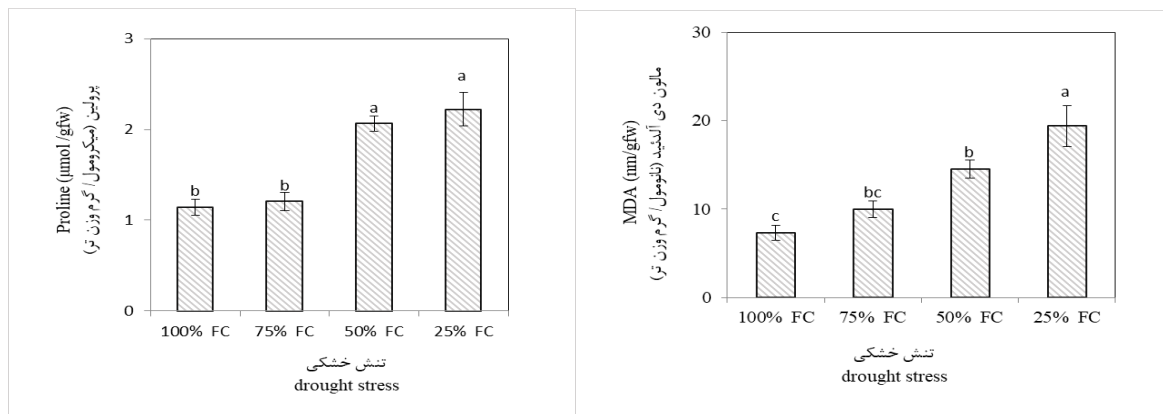 Proline (µmol /gfw)
پرولین (میکرومول/ گرم وزن تر)
3
2
1
0
b
b
a
a
100% FC
75% FC
50% FC
25% FC
تنش خشکی
drought stress
MDA (nm/gfw)
مالون دی آلدئید (نانومول/ گرم وزن تر)
30
20
10
0
c
bc
b
a
100% FC
75% FC
50% FC
25% FC
تنش خشکی
drought stress